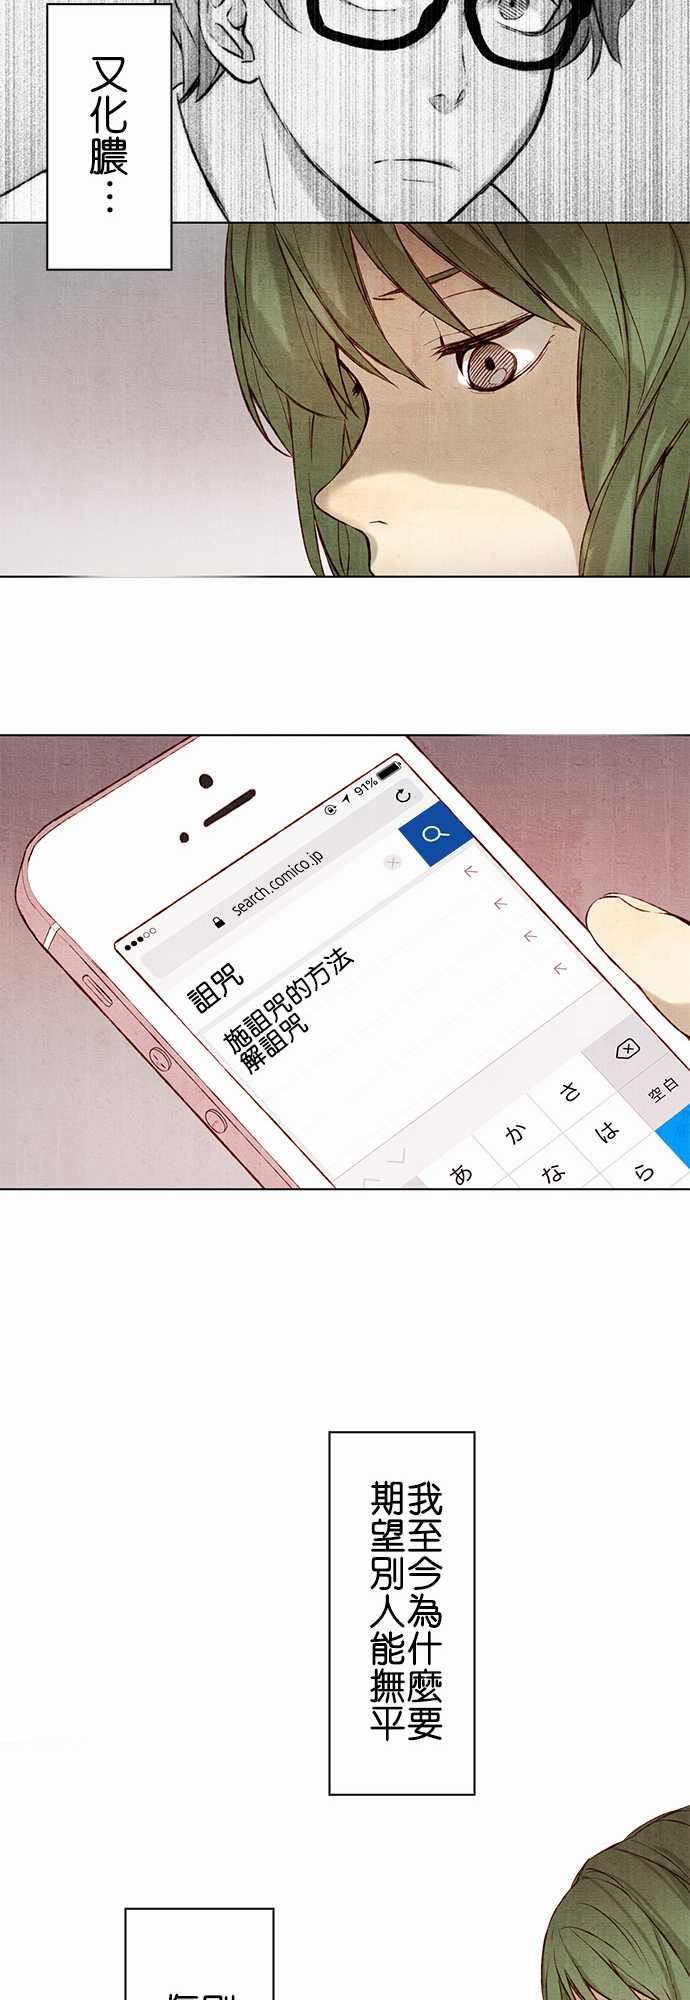 又化膿…
91%
search.comico.jp
詛咒
施詛咒的方法
解詛咒
あ
か
さ
な
は
ら
空白
我至今為什麼要
期望別人能撫平